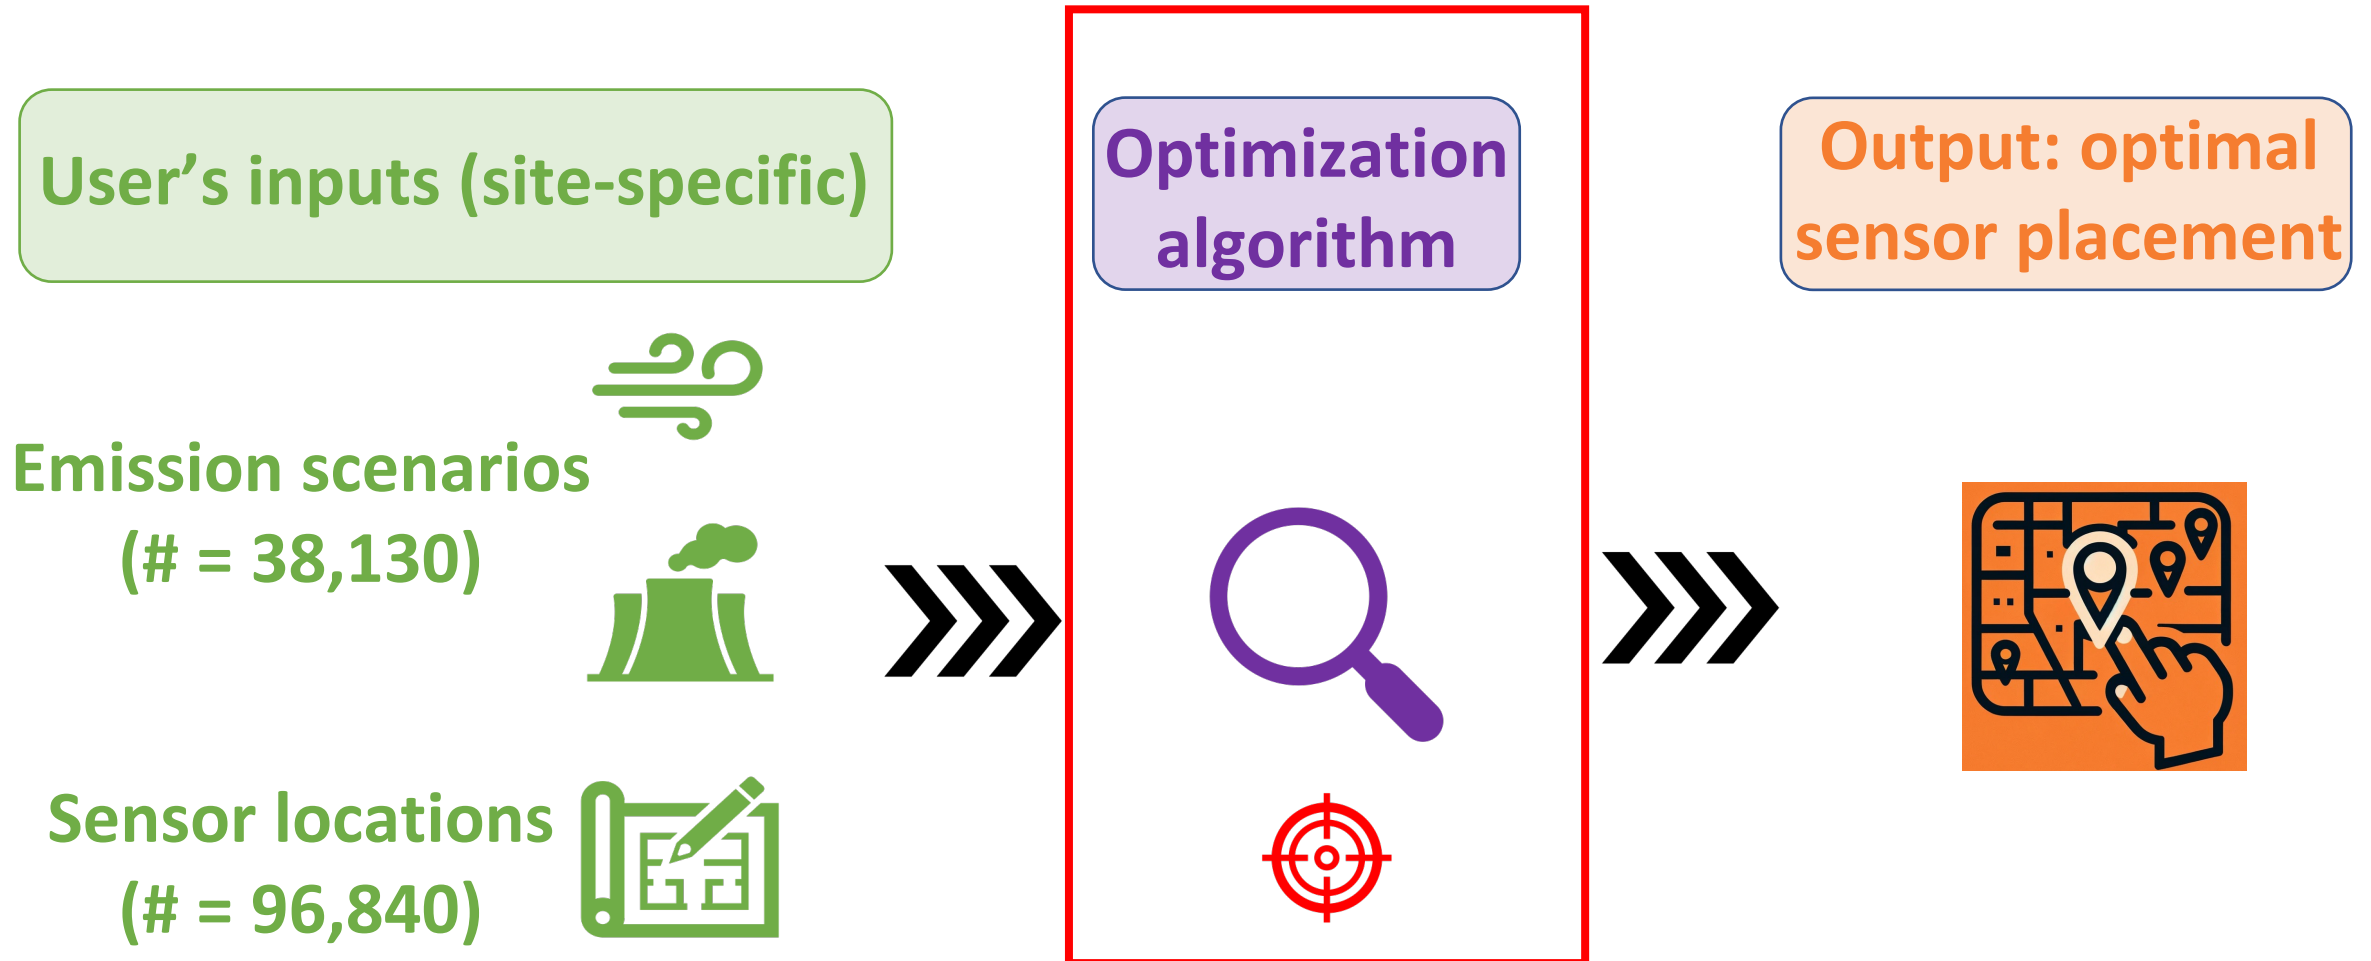 User’s inputs (site-specific)
Emission scenarios
(# = 38,130)
Sensor locations
(# = 96,840)
Optimization
algorithm
Output: optimal
sensor placement